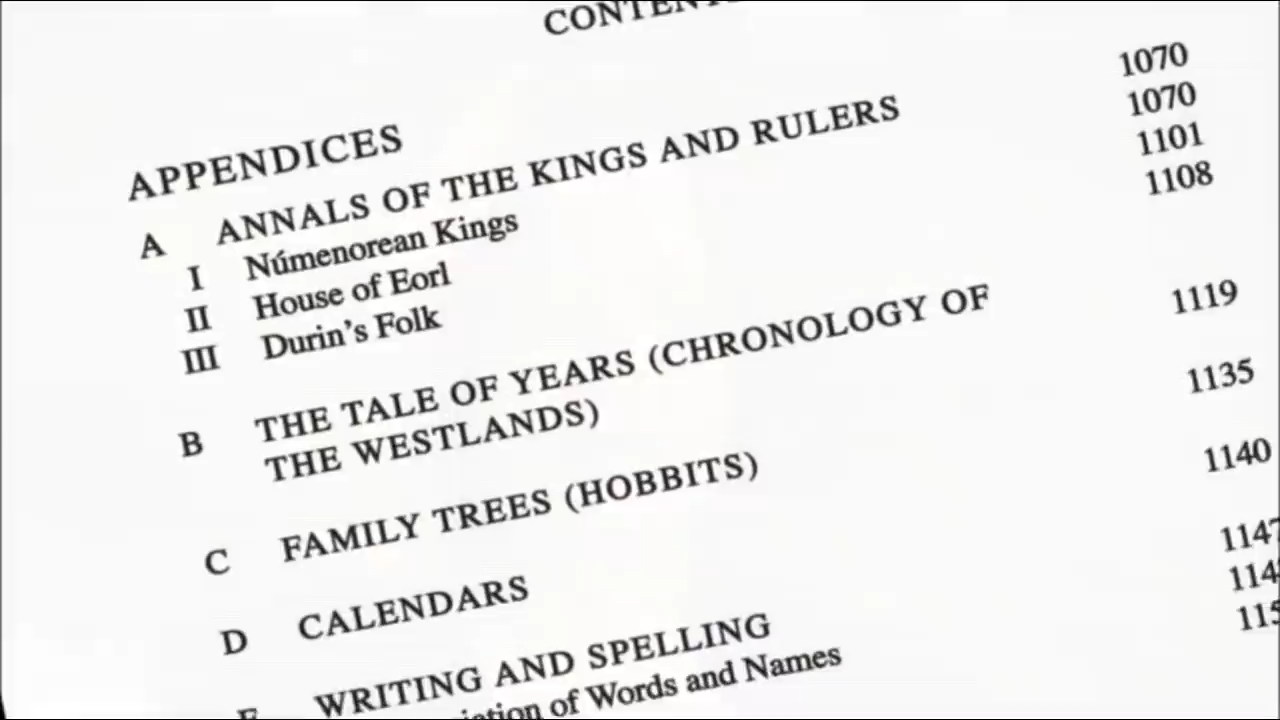 APPENDICES
A ANNALS OF THE KINGS AND RULERS 1070
I Númenorean Kings 1070
II House of Eorl 1101
III Durin's Folk 1108
B THE TALE OF YEARS (CHRONOLOGY OF
THE WESTLANDS) 1119
C FAMILY TREES (HOBBITS) 1135
D CALENDARS 1140
E WRITING AND SPELLING 1147
of Words and Names